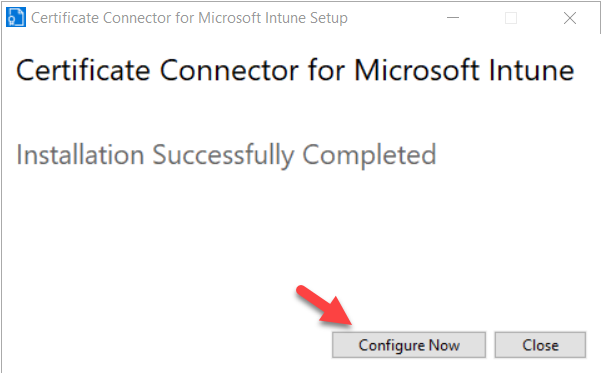 Certificate Connector for Microsoft Intune Setup
Certificate Connector for Microsoft Intune
Installation Successfully Completed
Configure Now
Close